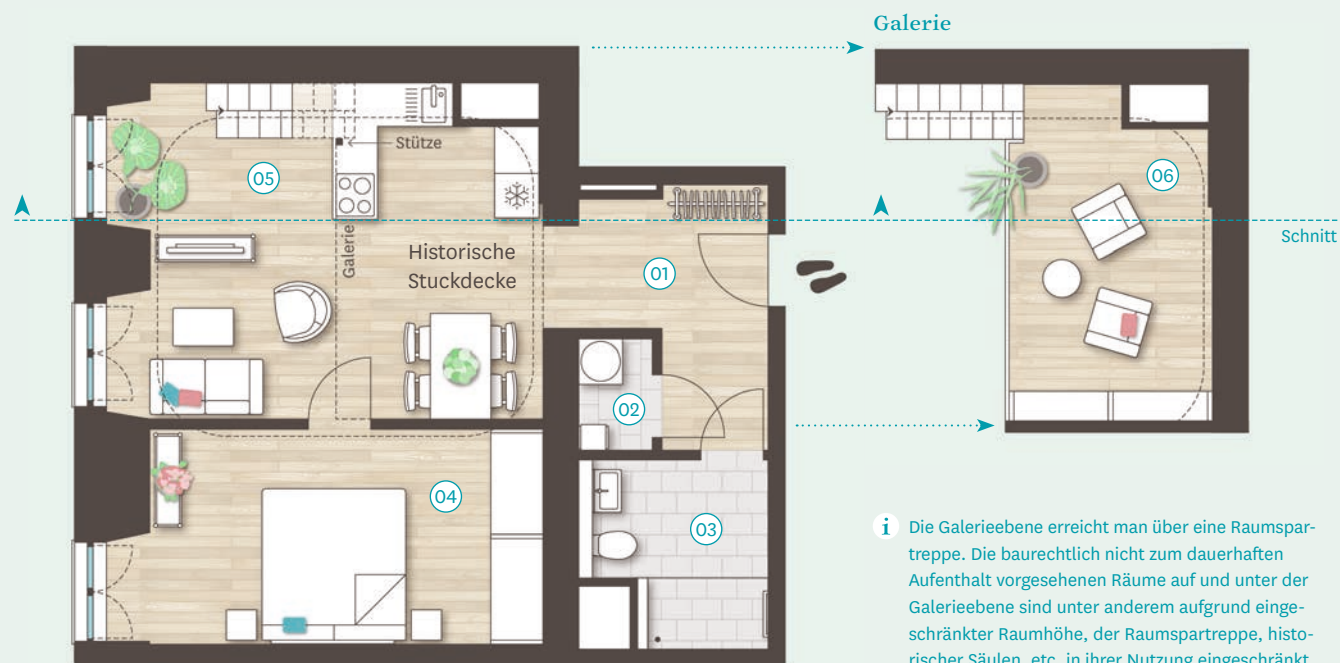 Galerie
Stütze
05
06
Galerie
Historische
Stuckdecke
Schnitt
01
02
04
03
i Die Galerieebene erreicht man über eine Raumspar-
treppe. Die baurechtlich nicht zum dauerhaften
Aufenthalt vorgesehenen Räume auf und unter der
Galerieebene sind unter anderem aufgrund einge-
schränkter Raumhöhe, der Raumspartreppe, histo-
rischer Säulen, etc. in ihrer Nutzung eingeschränkt